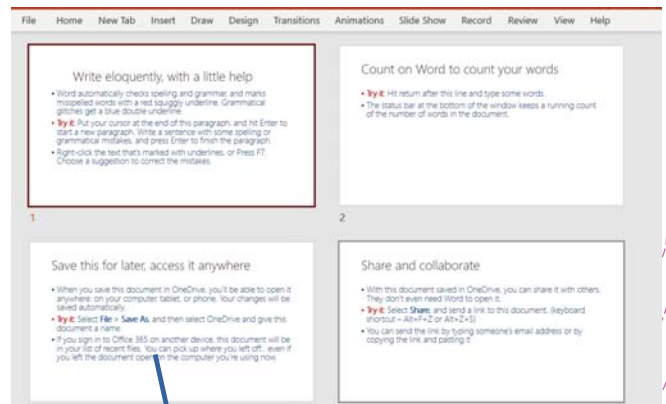 File Home New Tab Insert Draw Design Transitions Animations Slide Show Record Review View Help
Write eloquently, with a little help
• Word automatically checks spelling and grammar, and marks
misspelled words with a red squiggly underline. Grammatical
glitches get a blue double underline.
• Try it: Put your cursor at the end of this paragraph, and hit Enter to
start a new paragraph. Write a sentence with some spelling or
grammatical mistakes, and press Enter to finish the paragraph.
• Right-click the text that's marked with underlines, or Press F7.
Choose a suggestion to correct the mistakes.
1
Count on Word to count your words
• Try it: Hit return after this line and type some words.
• The status bar at the bottom of the window keeps a running count
of the number of words in the document.
2
Save this for later, access it anywhere
• When you save this document in OneDrive, you'll be able to open it
anywhere: on your computer, tablet, or phone. Your changes will be
saved automatically.
• Try it: Select File > Save As, and then select OneDrive and give this
document a name.
• If you sign in to Office 365 on another device, this document will be
in your list of recent files. You can pick up where you left off... even if
you left the document open on the computer you're using now.
Share and collaborate
• With this document saved in OneDrive, you can share it with others.
They don't even need Word to open it.
• Try it: Select Share, and send a link to this document. (keyboard
shortcut – Alt+F+Z or Alt+Z+S)
• You can send the link by typing someone's email address or by
copying the link and pasting it